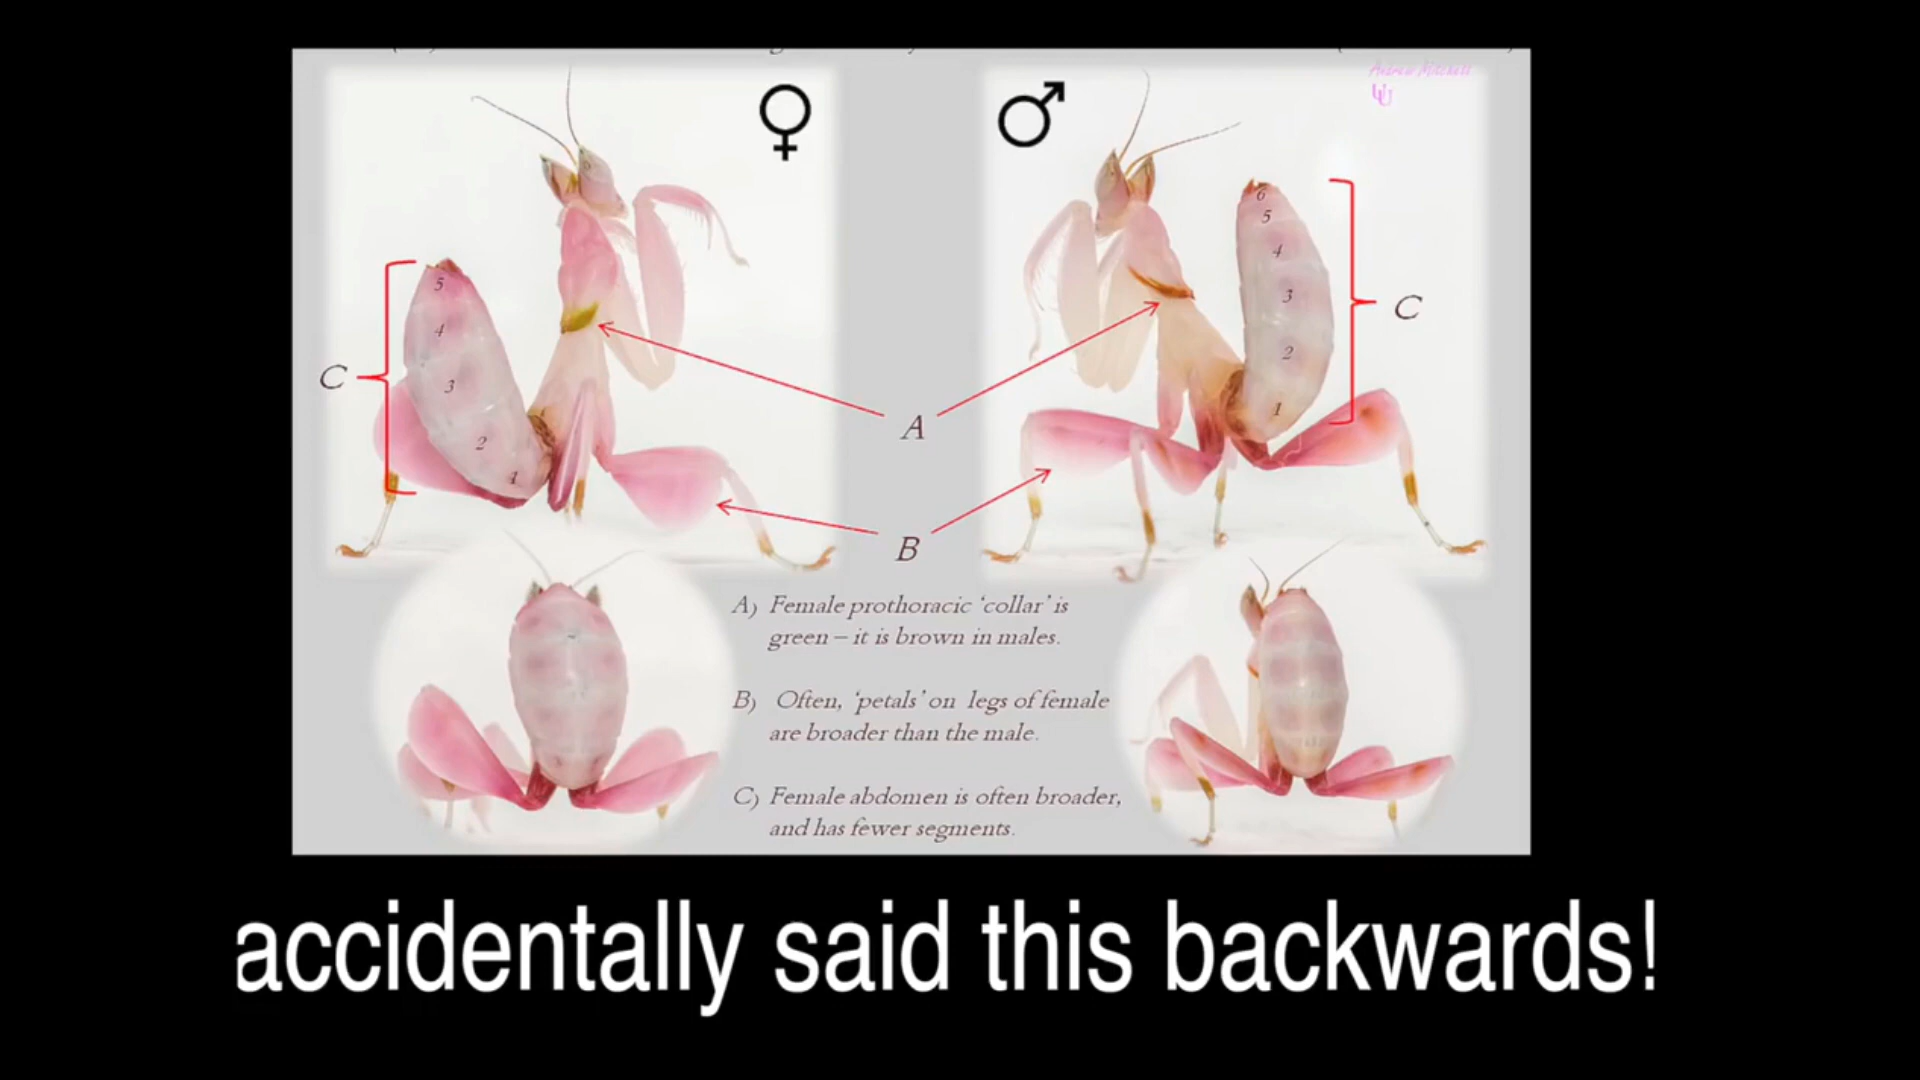 Andrew Mitchell
♀
♂
6
5
4
3
2
1
C
5
4
3
2
1
C
A
B
A) Female prothoracic ‘collar’ is
green – it is brown in males.
B) Often, ‘petals’ on legs of female
are broader than the male.
C) Female abdomen is often broader,
and has fewer segments.
accidentally said this backwards!